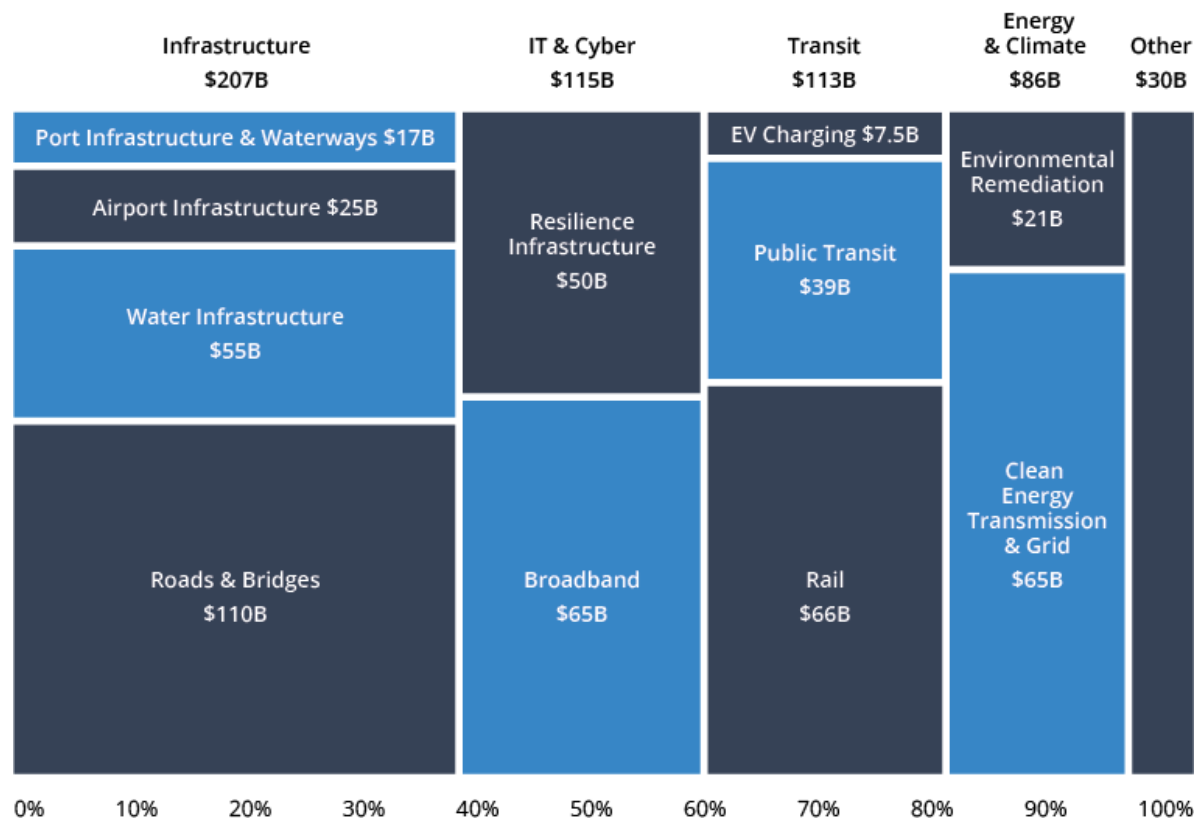 Infrastructure
$207B
IT & Cyber
$115B
Transit
$113B
Energy
& Climate
$86B
Other
$30B
Port Infrastructure & Waterways $17B
Airport Infrastructure $25B
Water Infrastructure
$55B
Roads & Bridges
$110B
Resilience
Infrastructure
$50B
Broadband
$65B
EV Charging $7.5B
Public Transit
$39B
Rail
$66B
Environmental
Remediation
$21B
Clean
Energy
Transmission
& Grid
$65B
0% 10% 20% 30% 40% 50% 60% 70% 80% 90% 100%